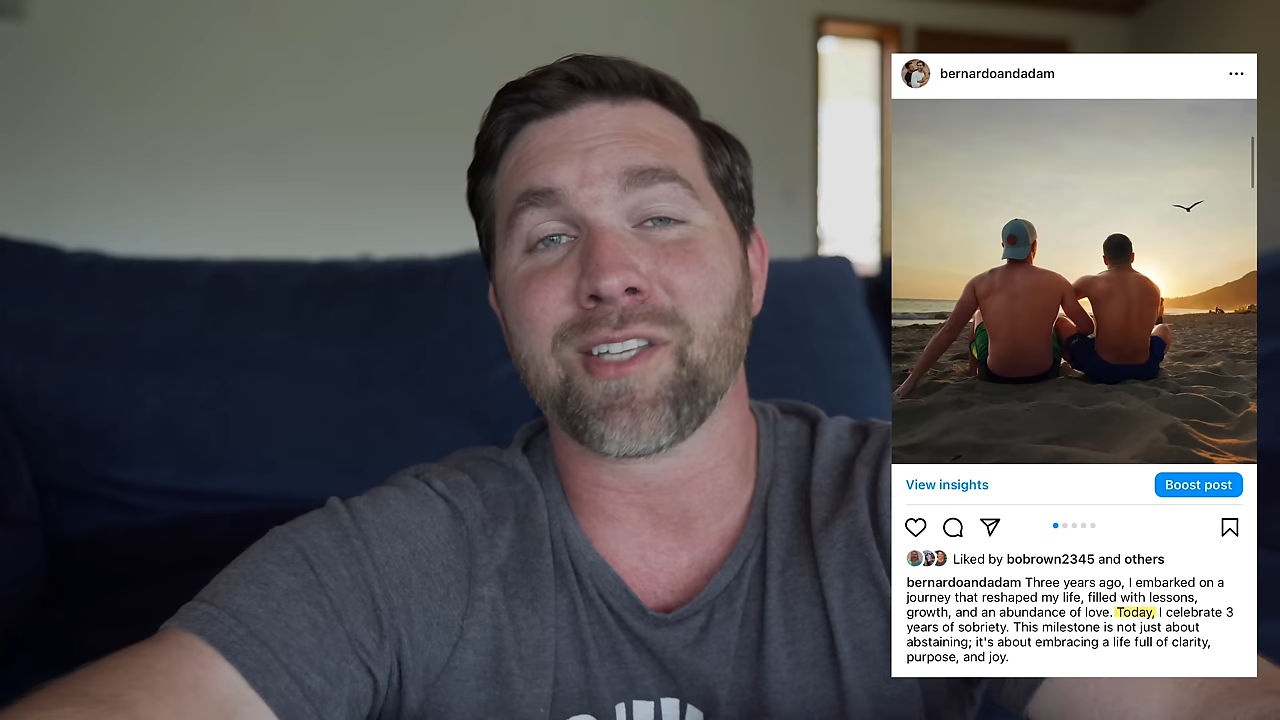 bernardoandadam
View insights
Boost post
Liked by bobrown2345 and others
bernardoandadam Three years ago, I embarked on a
journey that reshaped my life, filled with lessons,
growth, and an abundance of love. Today, I celebrate 3
years of sobriety. This milestone is not just about
abstaining; it's about embracing a life full of clarity,
purpose, and joy.